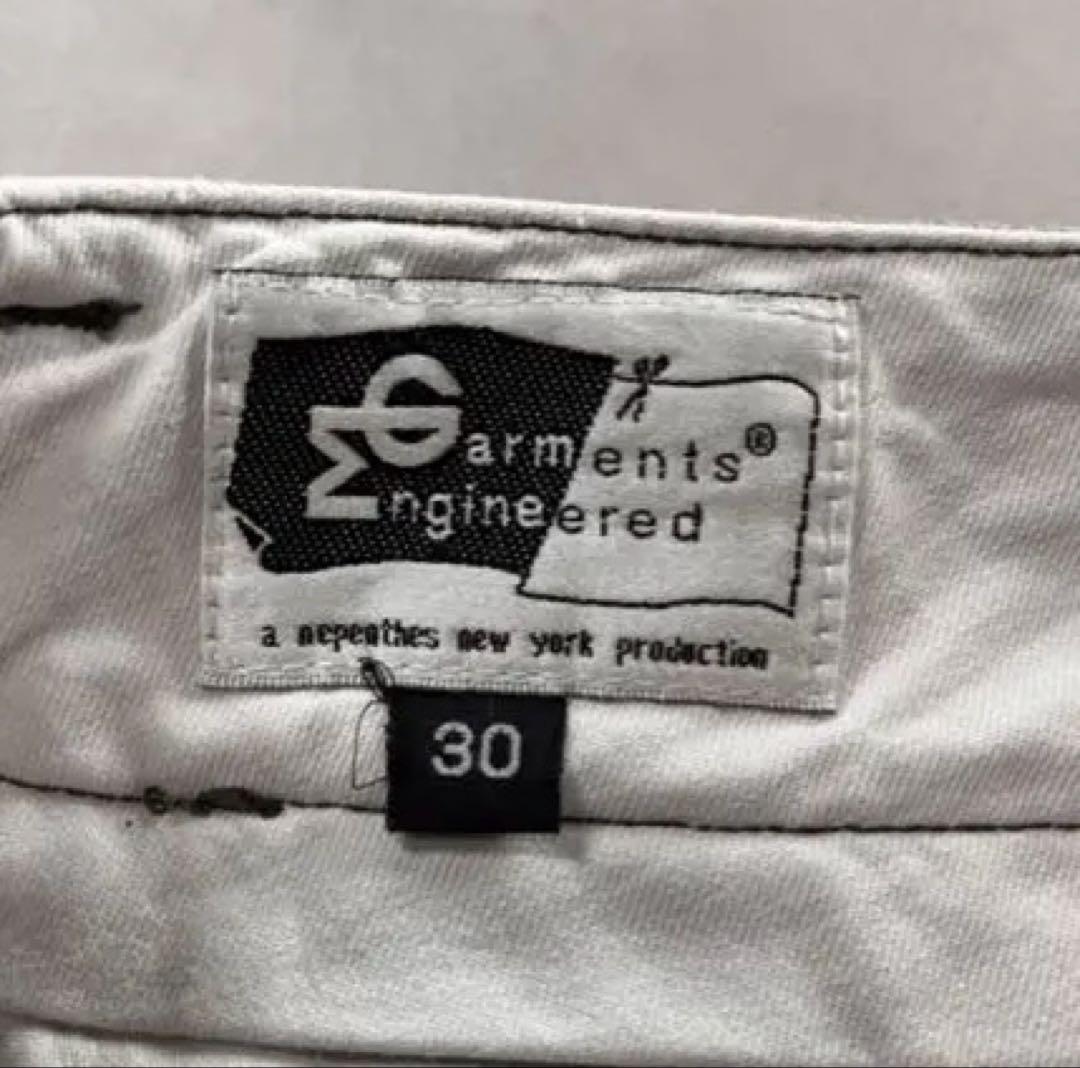 Garments®
Engineered
a nepenthes new york production
30